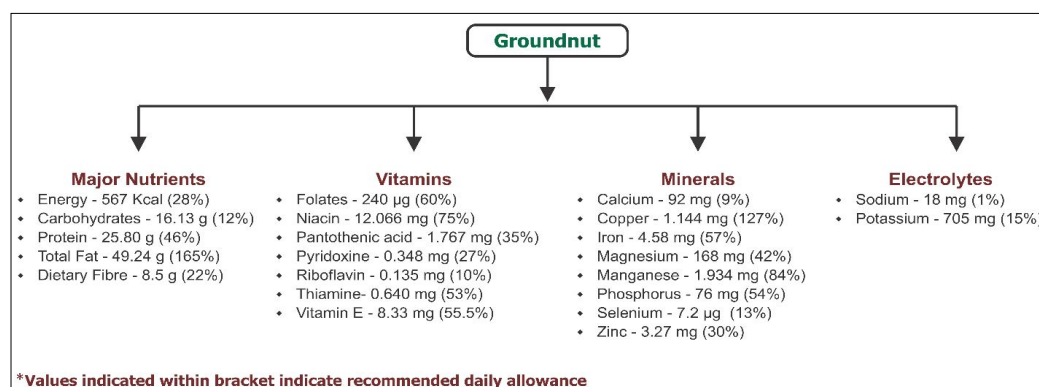 Groundnut
Major Nutrients
Energy - 567 Kcal (28%)
Carbohydrates - 16.13 g (12%)
Protein - 25.80 g (46%)
Total Fat - 49.24 g (165%)
Dietary Fibre - 8.5 g (22%)
Vitamins
Folates - 240 µg (60%)
Niacin - 12.066 mg (75%)
Pantothenic acid - 1.767 mg (35%)
Pyridoxine - 0.348 mg (27%)
Riboflavin - 0.135 mg (10%)
Thiamine- 0.640 mg (53%)
Vitamin E - 8.33 mg (55.5%)
Minerals
Calcium - 92 mg (9%)
Copper - 1.144 mg (127%)
Iron - 4.58 mg (57%)
Magnesium - 168 mg (42%)
Manganese - 1.934 mg (84%)
Phosphorus - 76 mg (54%)
Selenium - 7.2 µg (13%)
Zinc - 3.27 mg (30%)
Electrolytes
Sodium - 18 mg (1%)
Potassium - 705 mg (15%)
*Values indicated within bracket indicate recommended daily allowance